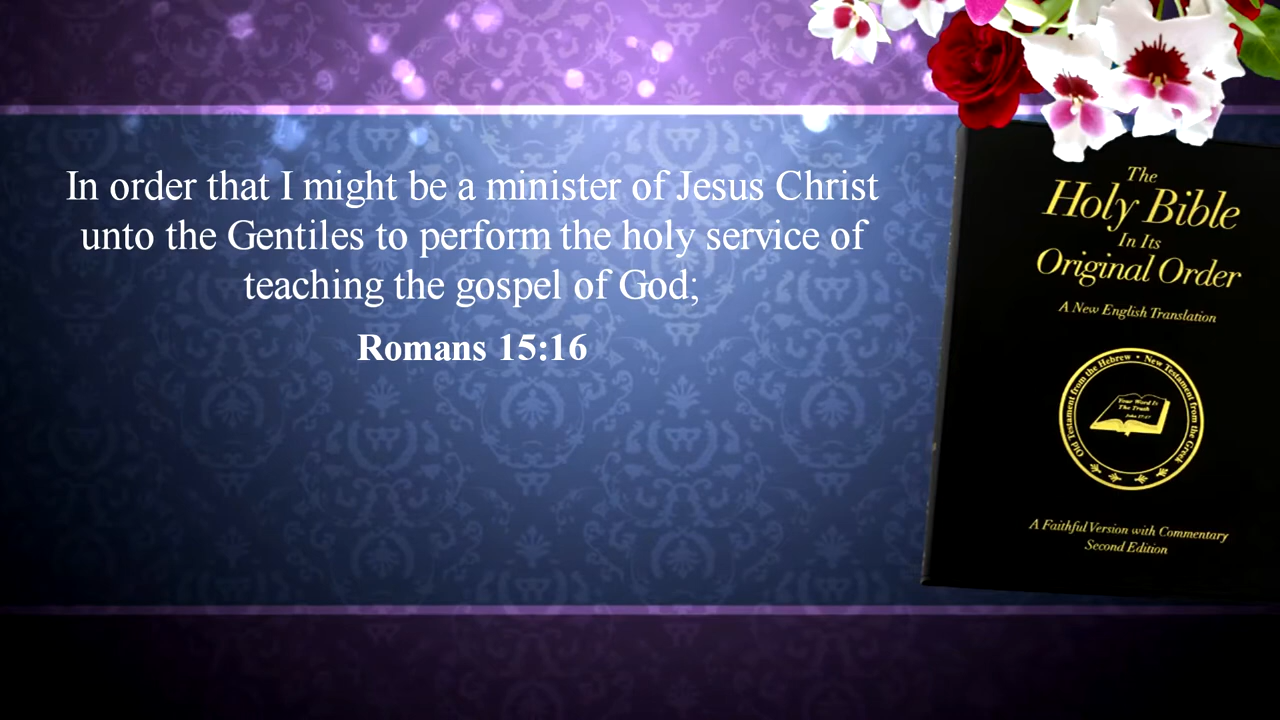 In order that I might be a minister of Jesus Christ
unto the Gentiles to perform the holy service of
teaching the gospel of God;
Romans 15:16
The
Holy Bible
In Its
Original Order
A New English Translation
Old Testament from the Hebrew • New Testament from the Greek
Your Word Is
The Truth
John 17:17
A Faithful Version with Commentary
Second Edition